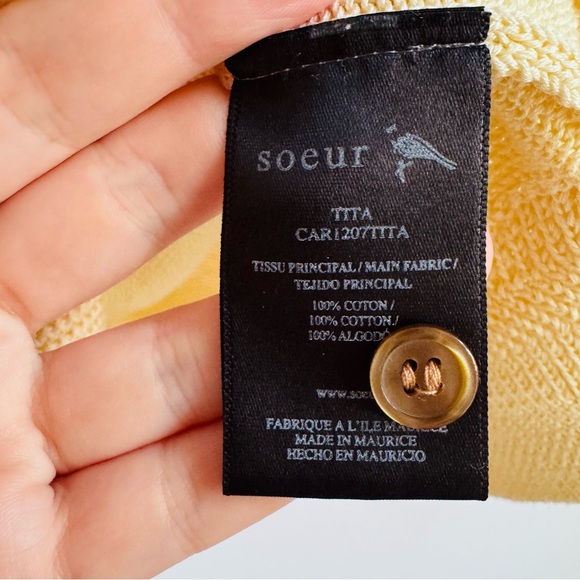 soeur
TITA
CAR1207TITA
TISSU PRINCIPAL / MAIN FABRIC /
TEJIDO PRINCIPAL
100% COTON /
100% COTTON /
100%
FABRIQUE A L'ILE MAURICE
MADE IN MAURICE
HECHO EN MAURICIO